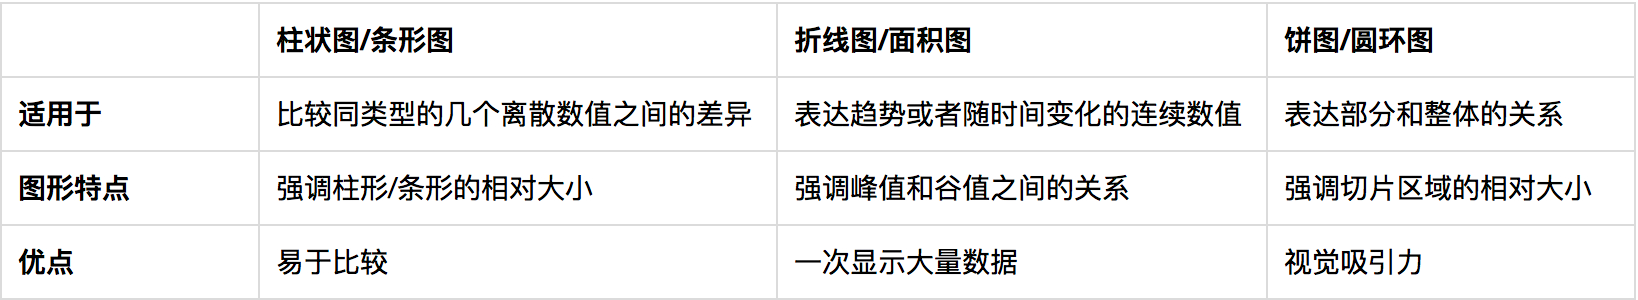 柱状图/条形图 折线图/面积图 饼图/圆环图
适用于 比较同类型的几个离散数值之间的差异 表达趋势或者随时间变化的连续数值 表达部分和整体的关系
图形特点 强调柱形/条形的相对大小 强调峰值和谷值之间的关系 强调切片区域的相对大小
优点 易于比较 一次显示大量数据 视觉吸引力